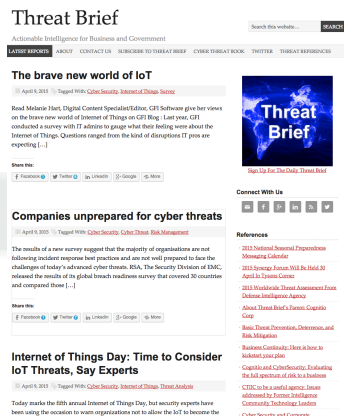 Threat Brief
Actionable Intelligence for Business and Government
Search this website…
SEARCH
LATEST REPORTS ABOUT CONTACT US SUBSCRIBE TO THREAT BRIEF CYBER THREAT BOOK TWITTER THREAT REFERENCES
The brave new world of IoT
April 9, 2015 Tagged With: Cyber Security, Internet of Things, Survey
Read Melanie Hart, Digital Content Specialist/Editor, GFI Software give her views
on the brave new world of Internet of Things on GFI Blog : Last year, GFI
conducted a survey with IT admins to gauge what their feeling were about the
Internet of Things. Questions ranged from the kind of disruptions IT pros are
expecting […]
Share this:
Facebook Twitter LinkedIn Google More
Companies unprepared for cyber threats
April 9, 2015 Tagged With: Cyber Security, Cyber Threat, Risk Management
The results of a new survey suggest that the majority of organisations are not
following incident response best practices and are not well prepared to face the
challenges of today's advanced cyber threats. RSA, The Security Division of EMC,
released the results of its global breach readiness survey that covered 30 countries
and compared those […]
Share this:
Facebook Twitter LinkedIn Google More
Internet of Things Day: Time to Consider
IoT Threats, Say Experts
April 9, 2015 Tagged With: Cyber Security, Internet of Things, Threat Analysis
Today marks the fifth annual Internet of Things Day, but security experts have
been using the occasion to warn organizations not to allow the IoT to become the
Threat
Brief
Sign Up For The Daily Threat Brief
Connect With Us
References
2015 National Seasonal Preparedness
Messaging Calendar
2015 Synergy Forum Will Be Held 30
April In Tysons Corner
2015 Worldwide Threat Assessment From
Defense Intelligence Agency
About Threat Brief's Parent: Cognitio
Corp
Basic Threat Prevention, Deterrence, and
Risk Mitigation
Business Continuity: Here is how to
kickstart your plan
Cognitio and CyberSecurity: Evaluating
the full spectrum of risk to a business
CTIIC to be a useful agency: Issues
addressed by Former Intelligence
Community Technology Leaders
Cyber Security and Corporate